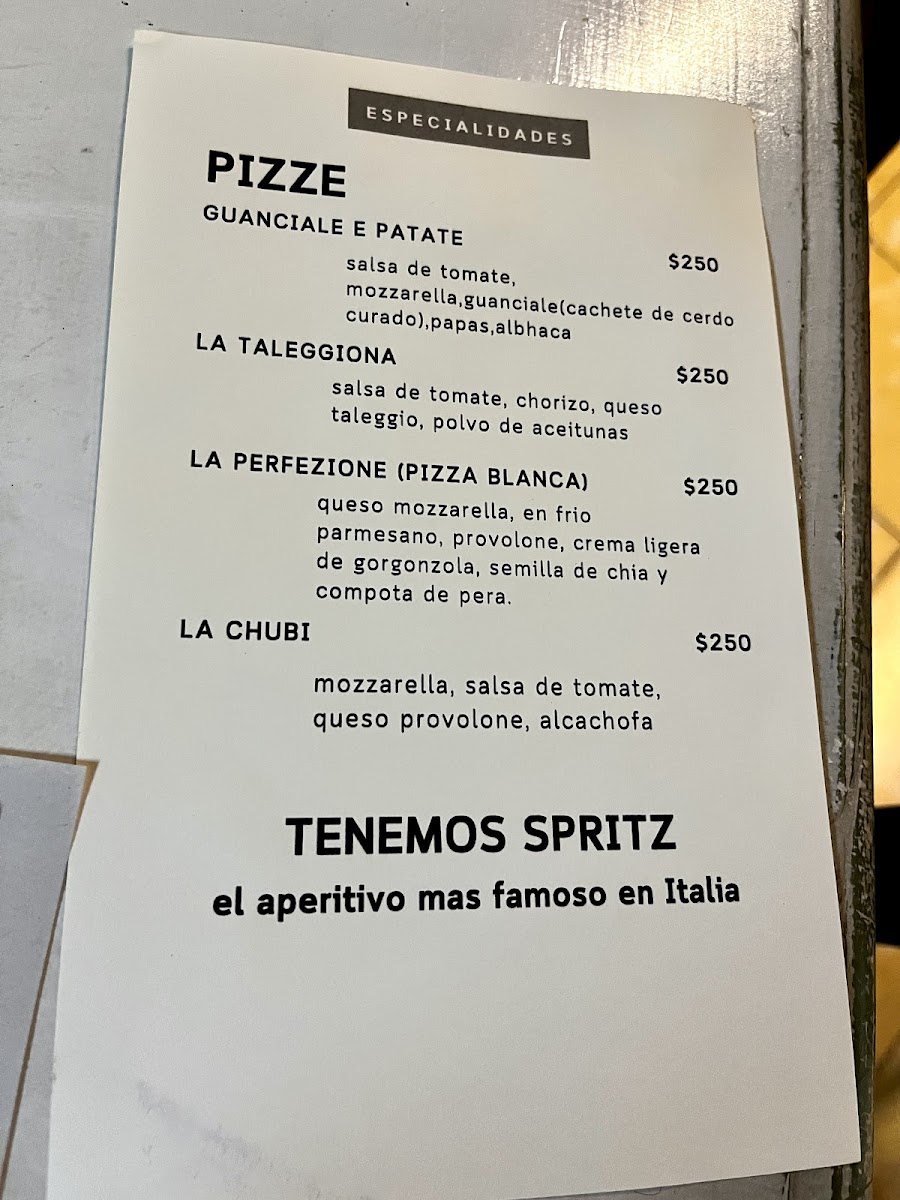 ESPECIALIDADES
PIZZE
GUANCIALE E PATATE
$250
salsa de tomate,
mozzarella,guanciale(cachete de cerdo
curado),papas,albhaca
LA TALEGGIONA
$250
salsa de tomate, chorizo, queso
taleggio, polvo de aceitunas
LA PERFEZIONE (PIZZA BLANCA)
$250
queso mozzarella, en frio
parmesano, provolone, crema ligera
de gorgonzola, semilla de chia y
compota de pera.
LA CHUBI
$250
mozzarella, salsa de tomate,
queso provolone, alcachofa
TENEMOS SPRITZ
el aperitivo mas famoso en Italia